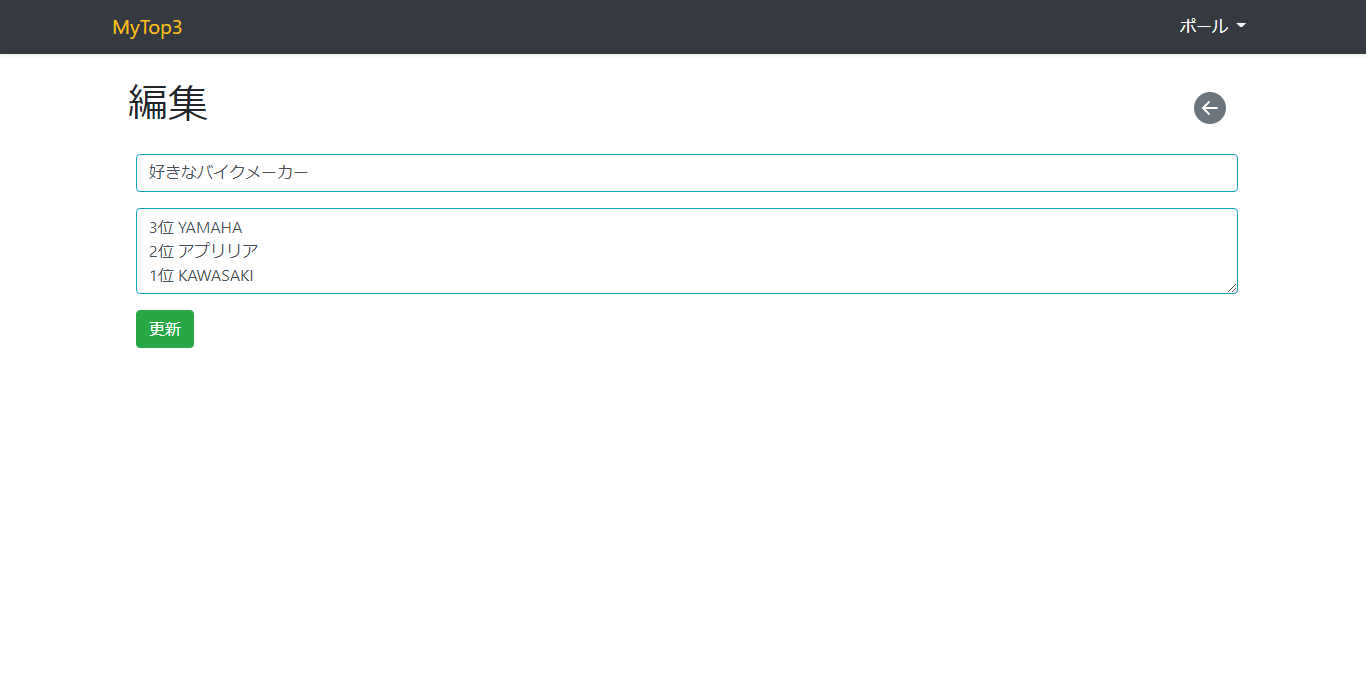 MyTop3
ポール
編集
好きなバイクメーカー
3位 YAMAHA
2位 アプリリア
1位 KAWASAKI
更新